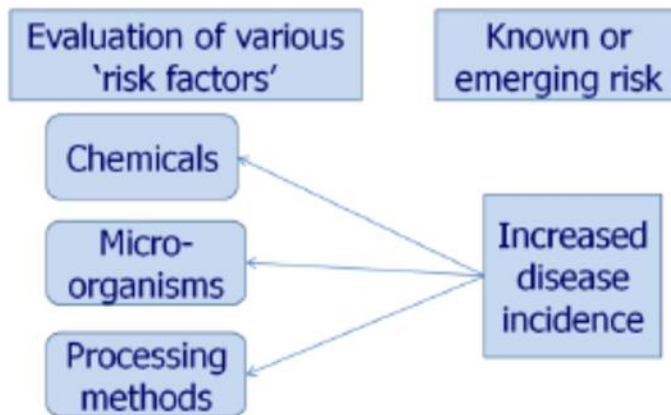 Evaluation of various
‘risk factors’
Known or
emerging risk
Chemicals
Micro-
organisms
Processing
methods
Increased
disease
incidence